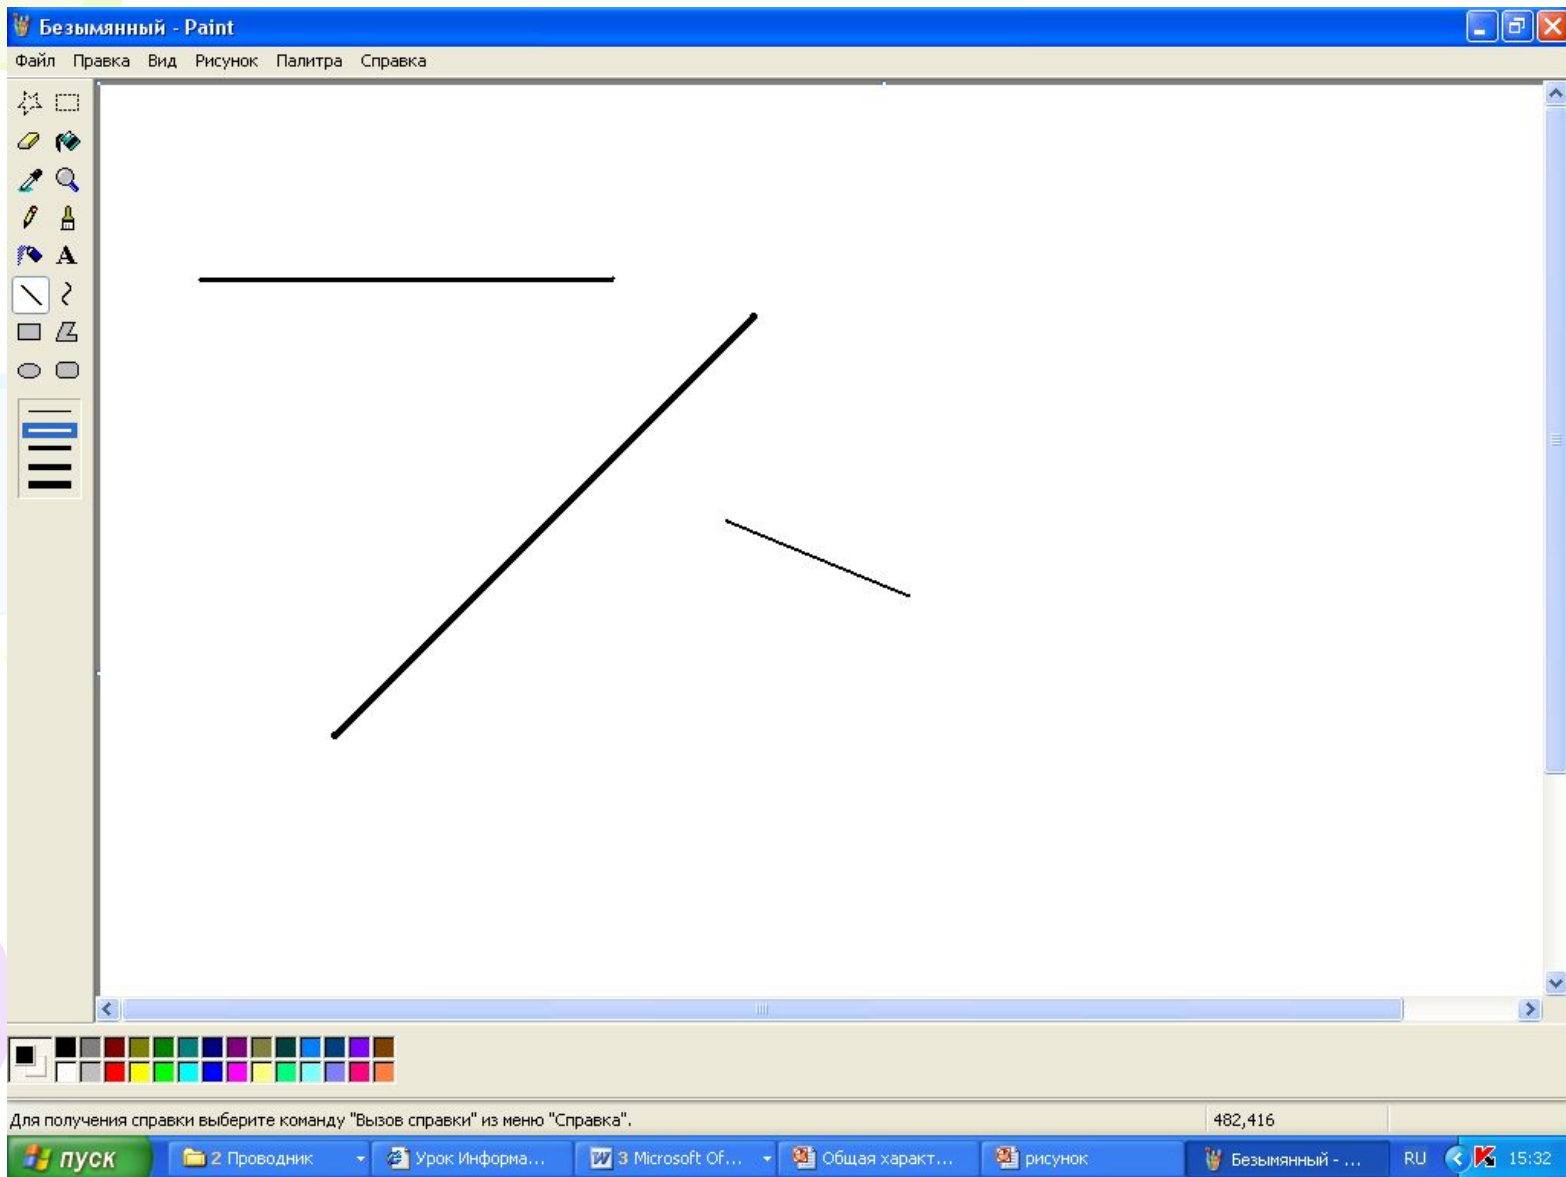 Безымянный - Paint
Файл Правка Вид Рисунок Палитра Справка
A
Для получения справки выберите команду "Вызов справки" из меню "Справка".
482,416
пуск
2 Проводник
Урок Информа...
3 Microsoft Of...
Общая характ...
рисунок
Безымянный - ...
RU
K
15:32